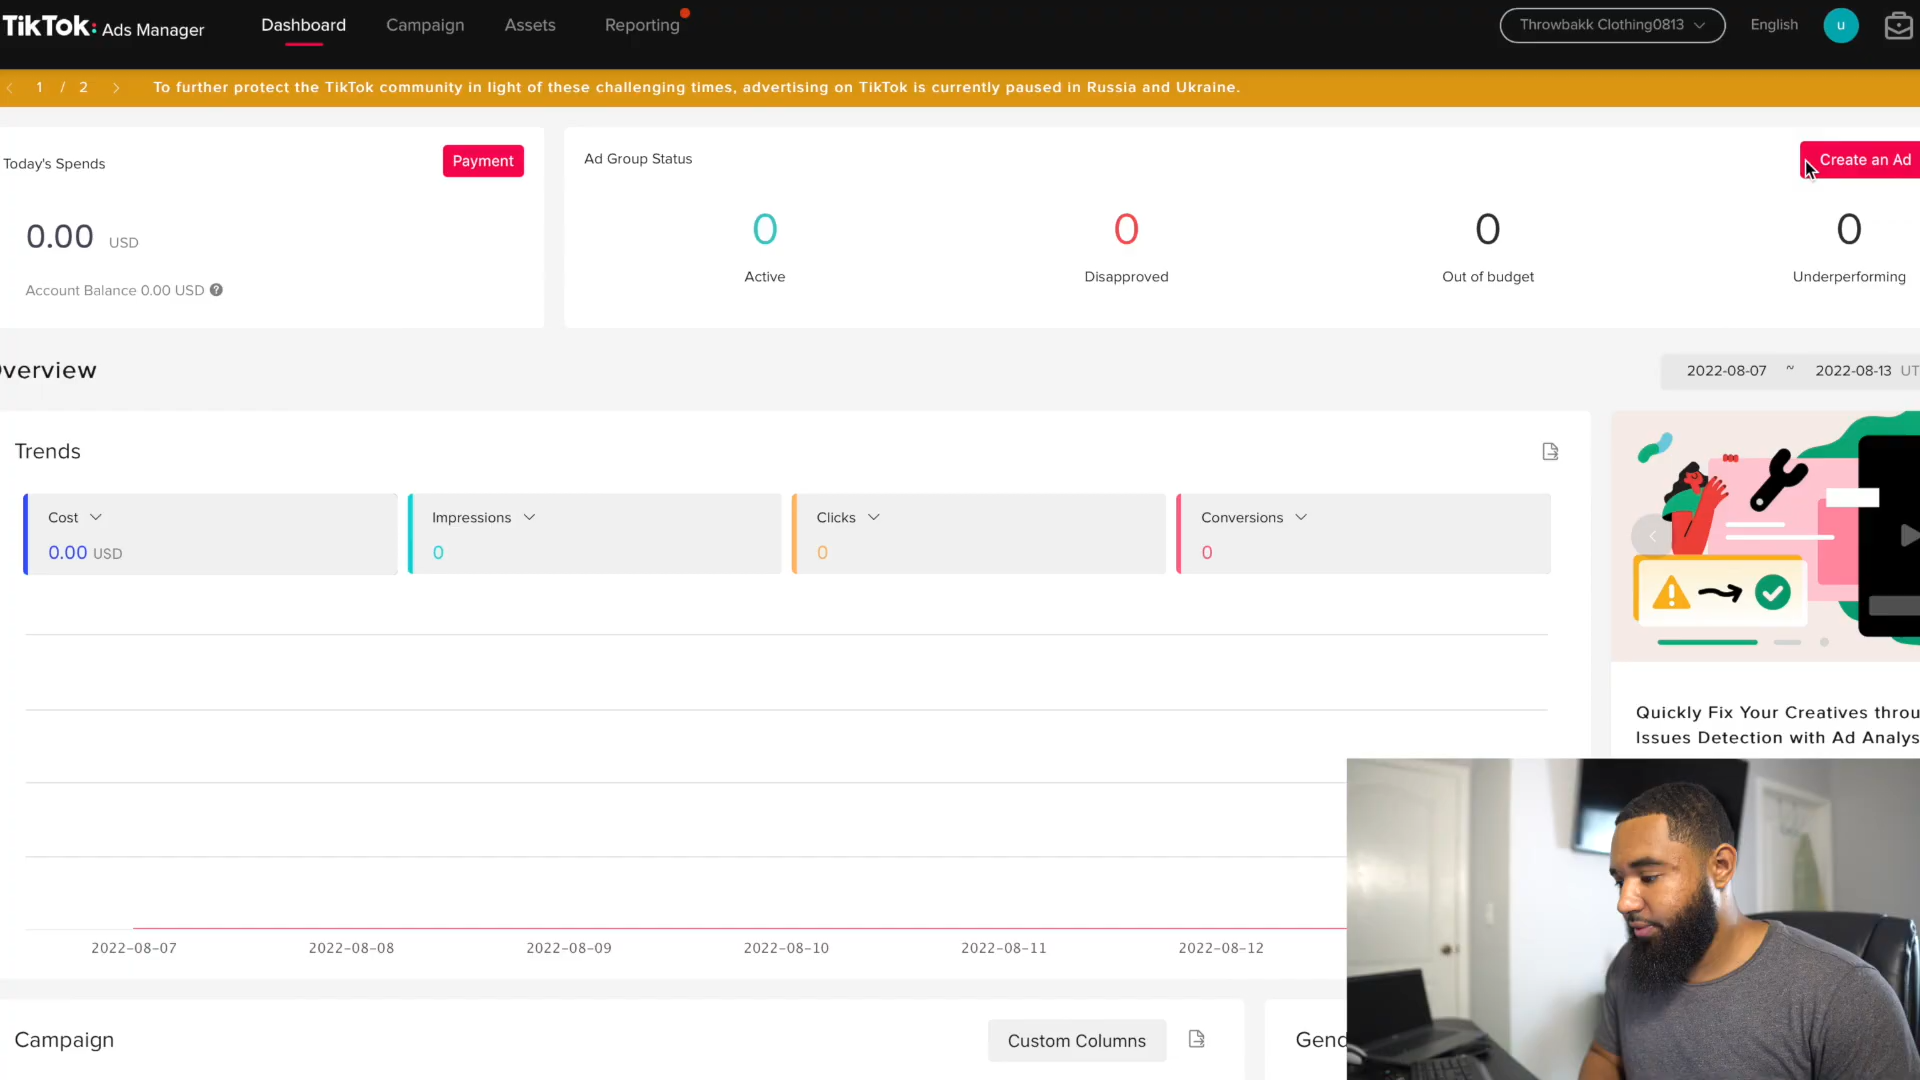 TikTok: Ads Manager
Dashboard
Campaign
Assets
Reporting
Throwbakk Clothing0813
English
u
1 / 2
To further protect the TikTok community in light of these challenging times, advertising on TikTok is currently paused in Russia and Ukraine.
Today's Spends
Payment
0.00 USD
Account Balance 0.00 USD ?
Ad Group Status
Create an Ad
0
Active
0
Disapproved
0
Out of budget
0
Underperforming
verview
2022-08-07 ~ 2022-08-13 UT
Trends
Cost
0.00 USD
Impressions
0
Clicks
0
Conversions
0
2022-08-07
2022-08-08
2022-08-09
2022-08-10
2022-08-11
2022-08-12
Quickly Fix Your Creatives throu
Issues Detection with Ad Analys
Campaign
Custom Columns
Gend